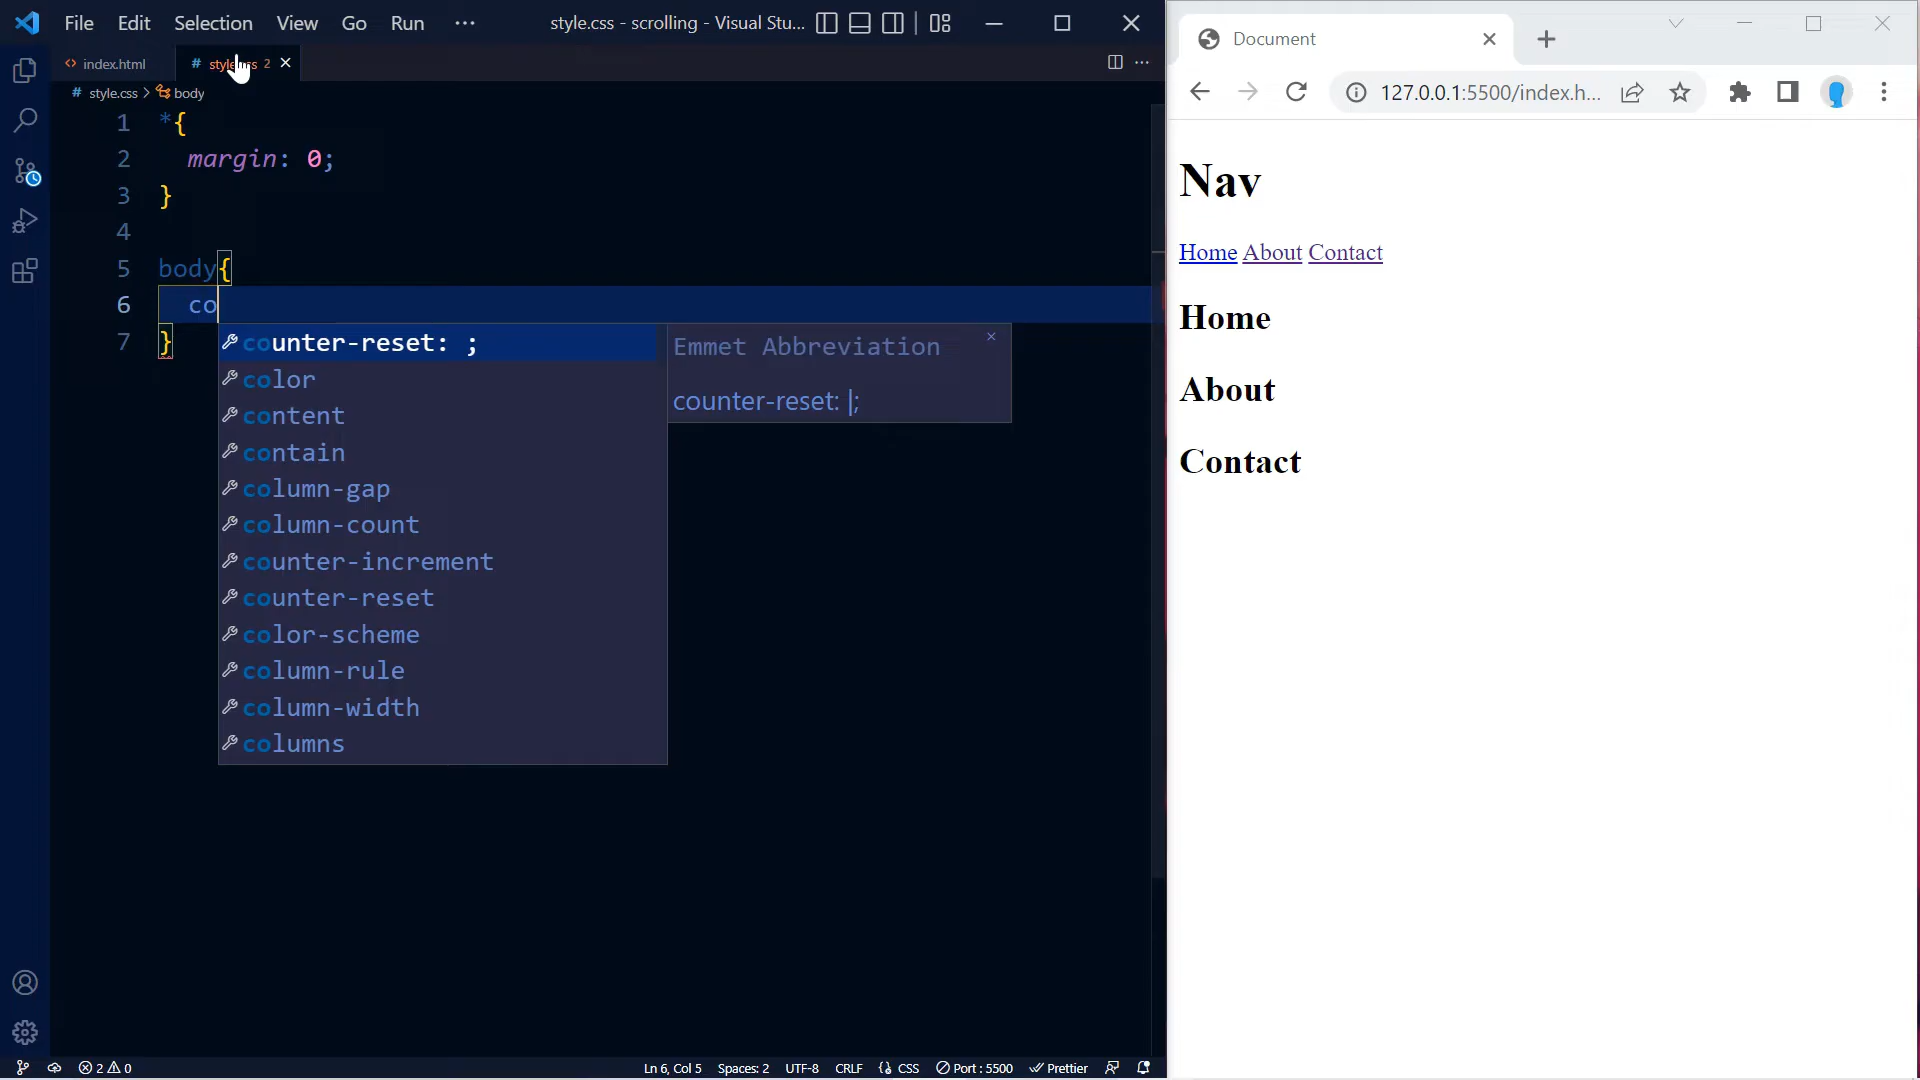 File Edit Selection View Go Run ··· style.css - scrolling - Visual Stu...
index.html # style.css 2
# style.css > body
1 *{
2 margin: 0;
3 }
4
5 body{
6 co
7 }
counter-reset: ;
color
content
contain
column-gap
column-count
counter-increment
counter-reset
color-scheme
column-rule
column-width
columns
Emmet Abbreviation
counter-reset: |;
2 0 Ln 6, Col 5 Spaces: 2 UTF-8 CRLF CSS Port : 5500 Prettier
Document
127.0.0.1:5500/index.h...
Nav
Home About Contact
Home
About
Contact